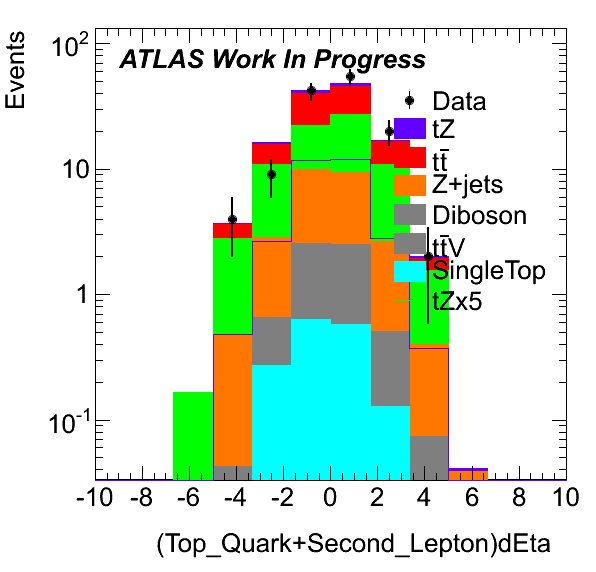 Events
10²
10
1
10⁻¹
ATLAS Work In Progress
Data
tZ
tt̄
Z+jets
Diboson
tt̄V
SingleTop
tZx5
-10 -8 -6 -4 -2 0 2 4 6 8 10
(Top_Quark+Second_Lepton)dEta